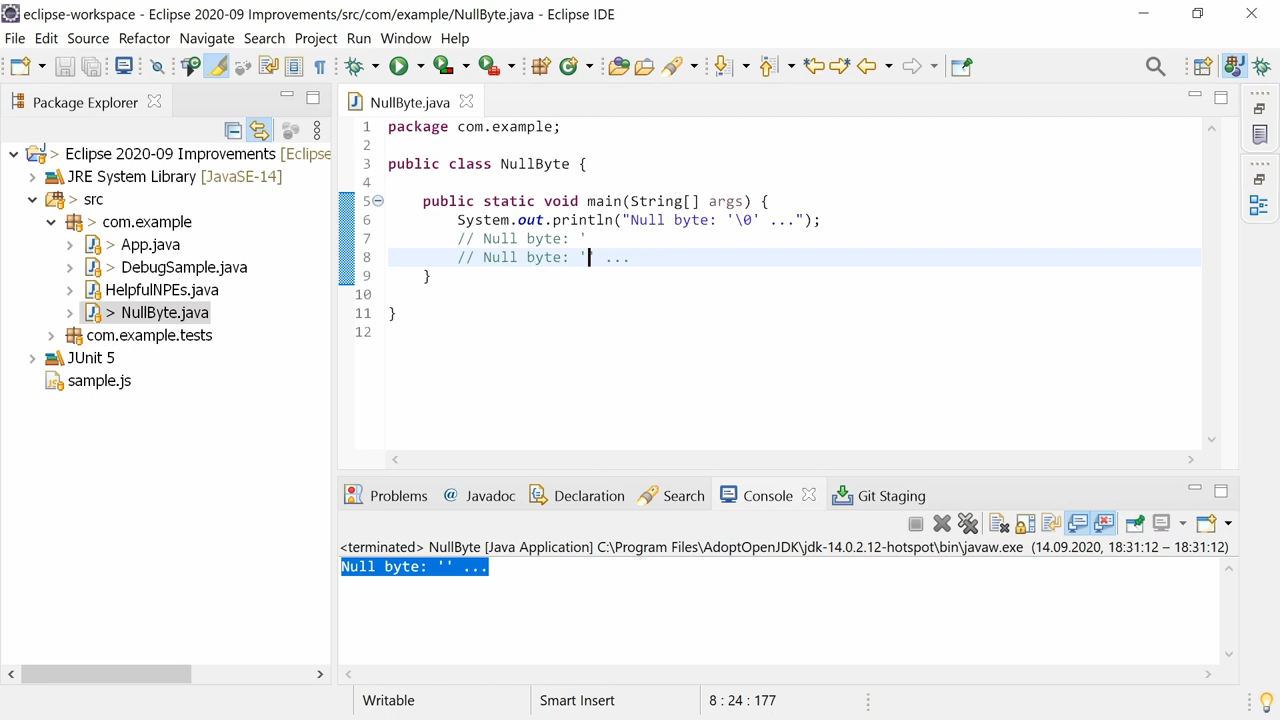 eclipse-workspace - Eclipse 2020-09 Improvements/src/com/example/NullByte.java - Eclipse IDE
File Edit Source Refactor Navigate Search Project Run Window Help
Package Explorer
> Eclipse 2020-09 Improvements [Eclipse
JRE System Library [JavaSE-14]
> src
> com.example
> App.java
> DebugSample.java
HelpfulNPEs.java
> NullByte.java
com.example.tests
JUnit 5
sample.js
NullByte.java
1 package com.example;
2
3 public class NullByte {
4
5 public static void main(String[] args) {
6 System.out.println("Null byte: '\0' ...");
7 // Null byte: '
8 // Null byte: '' ...
9 }
10
11 }
12
Problems @ Javadoc Declaration Search Console Git Staging
<terminated> NullByte [Java Application] C:\Program Files\AdoptOpenJDK\jdk-14.0.2.12-hotspot\bin\javaw.exe (14.09.2020, 18:31:12 – 18:31:12)
Null byte: '' ...
Writable Smart Insert 8 : 24 : 177